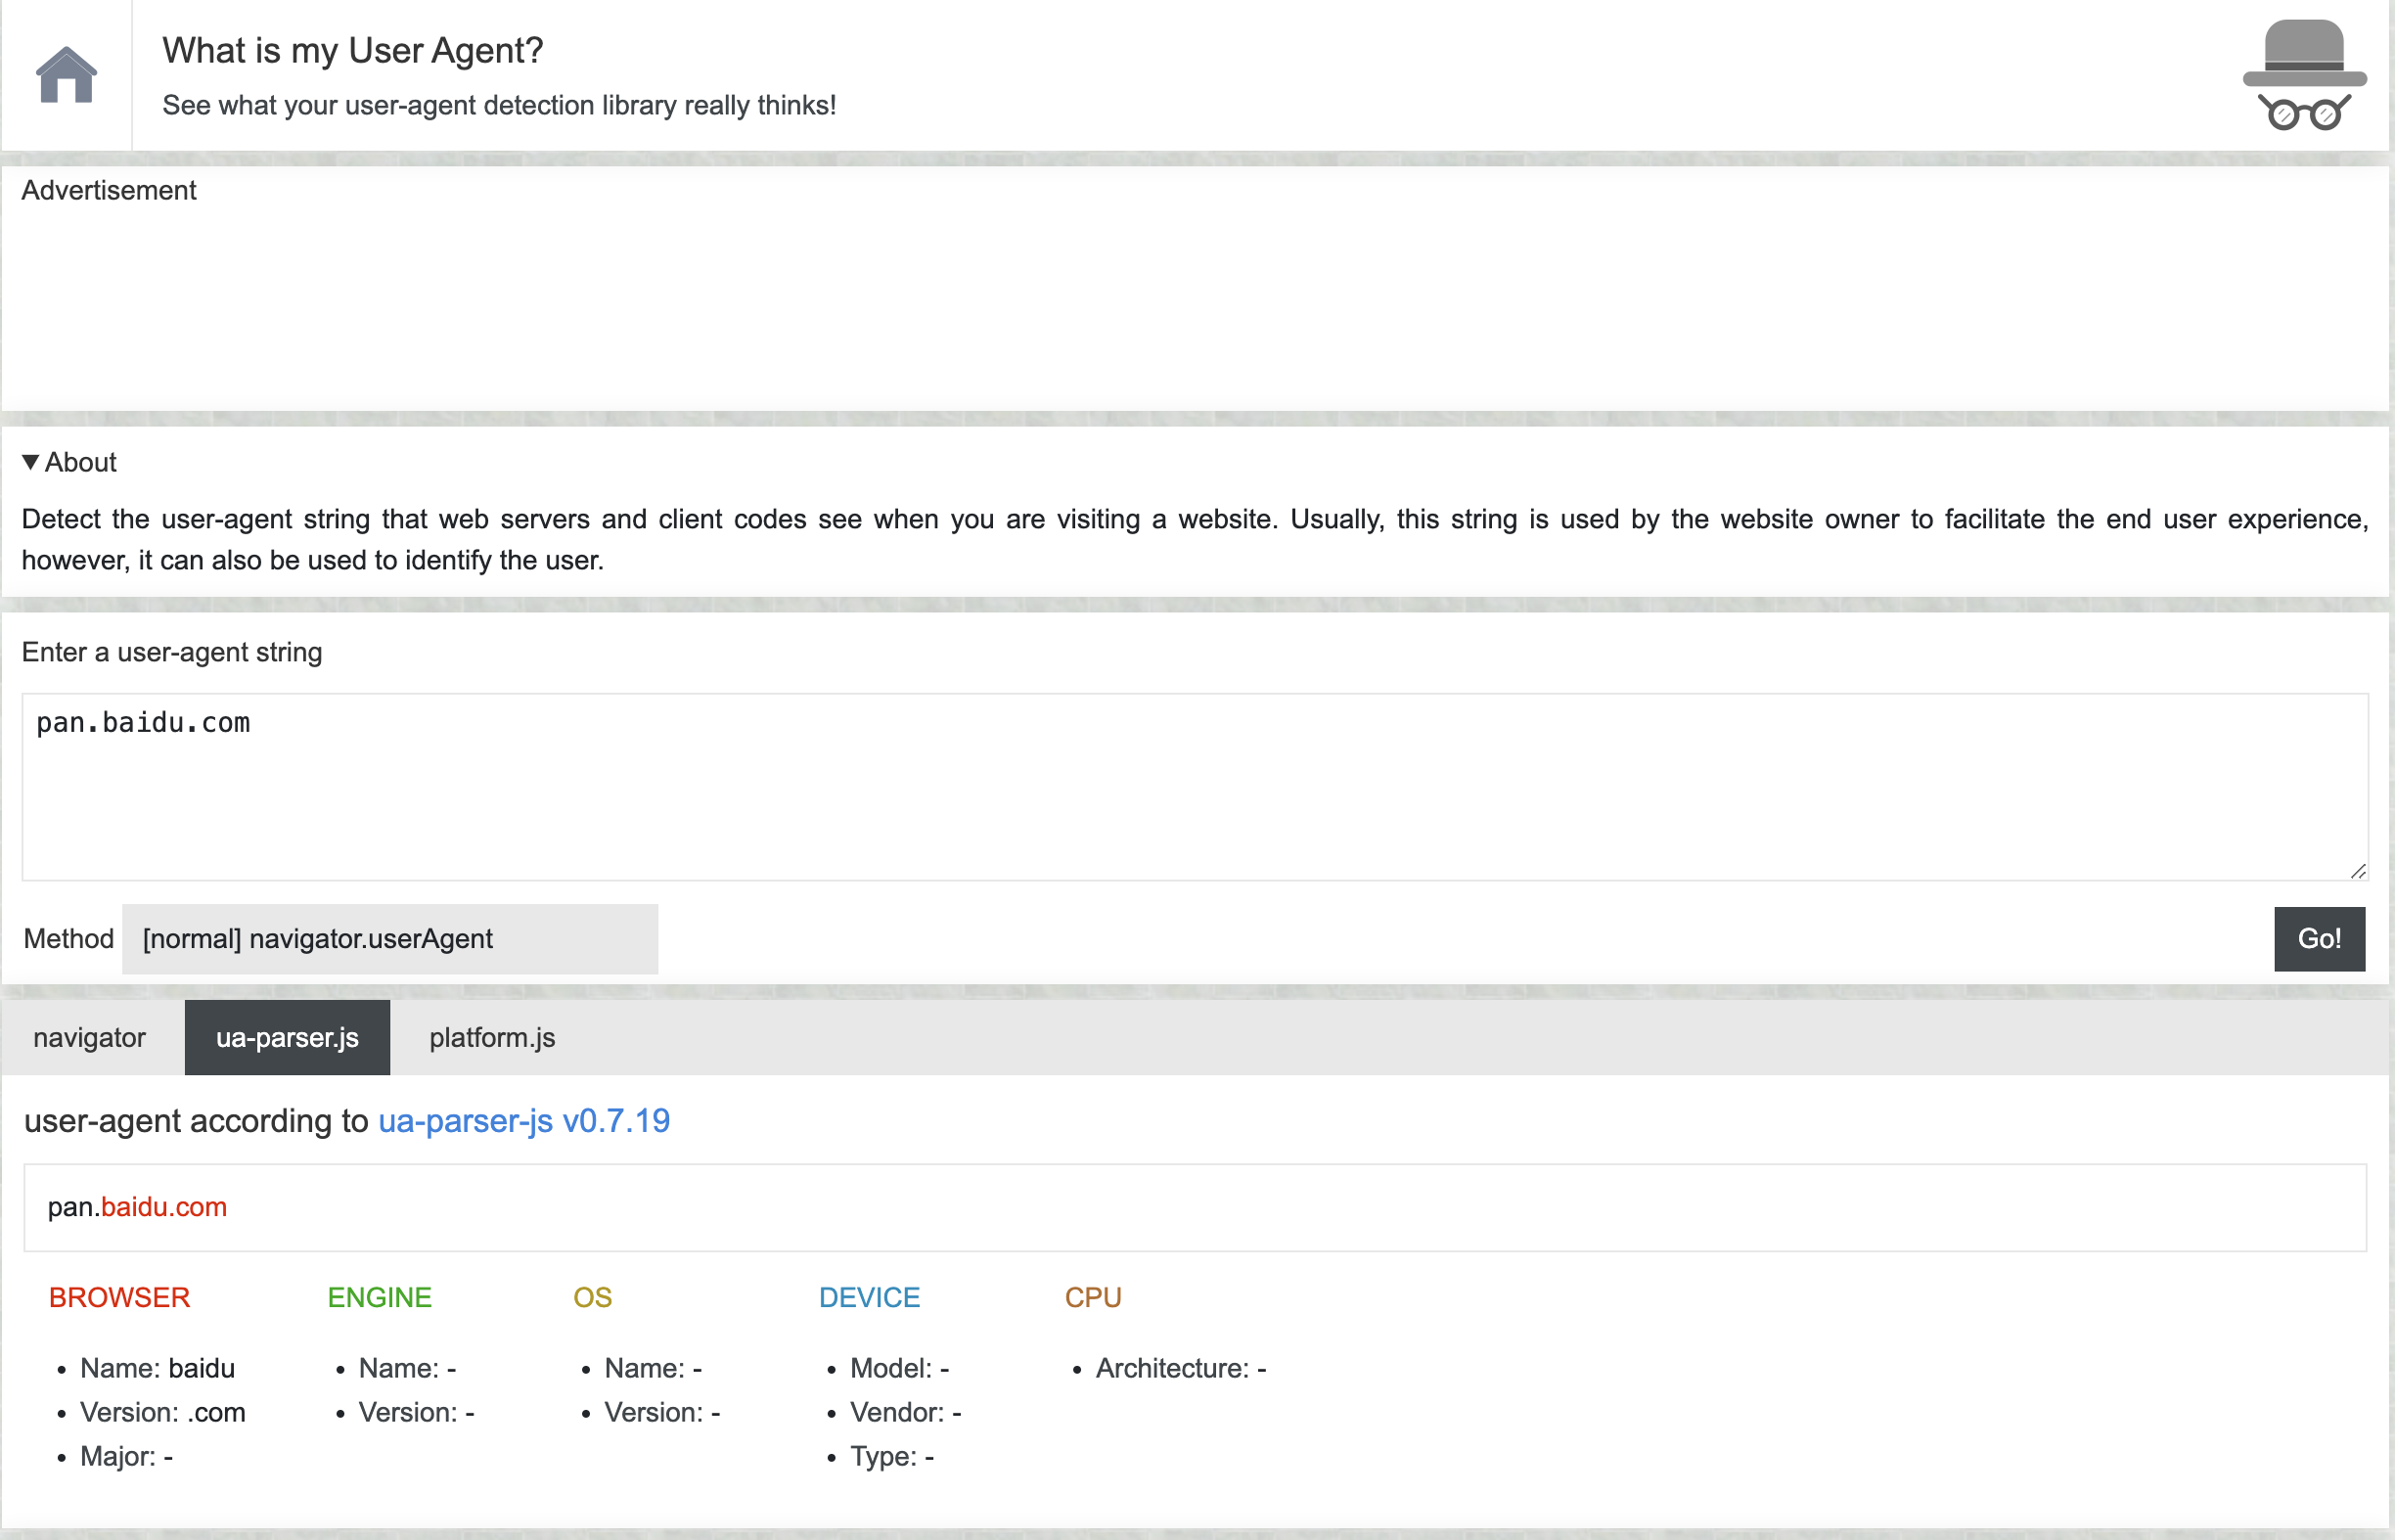 What is my User Agent?
See what your user-agent detection library really thinks!
Advertisement
▼ About
Detect the user-agent string that web servers and client codes see when you are visiting a website. Usually, this string is used by the website owner to facilitate the end user experience,
however, it can also be used to identify the user.
Enter a user-agent string
pan.baidu.com
Method [normal] navigator.userAgent Go!
navigator ua-parser.js platform.js
user-agent according to ua-parser-js v0.7.19
pan.baidu.com
BROWSER ENGINE OS DEVICE CPU
• Name: baidu • Name: - • Name: - • Model: - • Architecture: -
• Version: .com • Version: - • Version: - • Vendor: -
• Major: - • Type: -